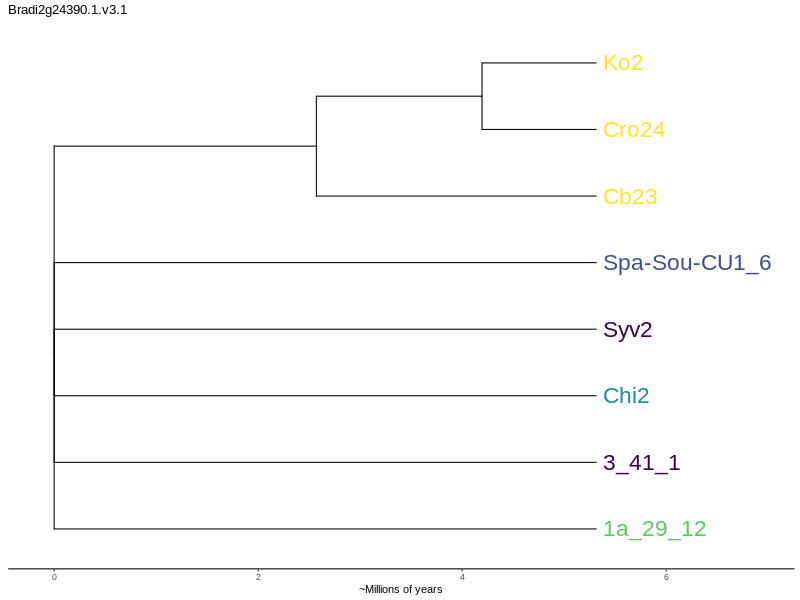 Bradi2g24390.1.v3.1
Ko2
Cro24
Cb23
Spa-Sou-CU1_6
Syv2
Chi2
3_41_1
1a_29_12
0 2 4 6
~Millions of years